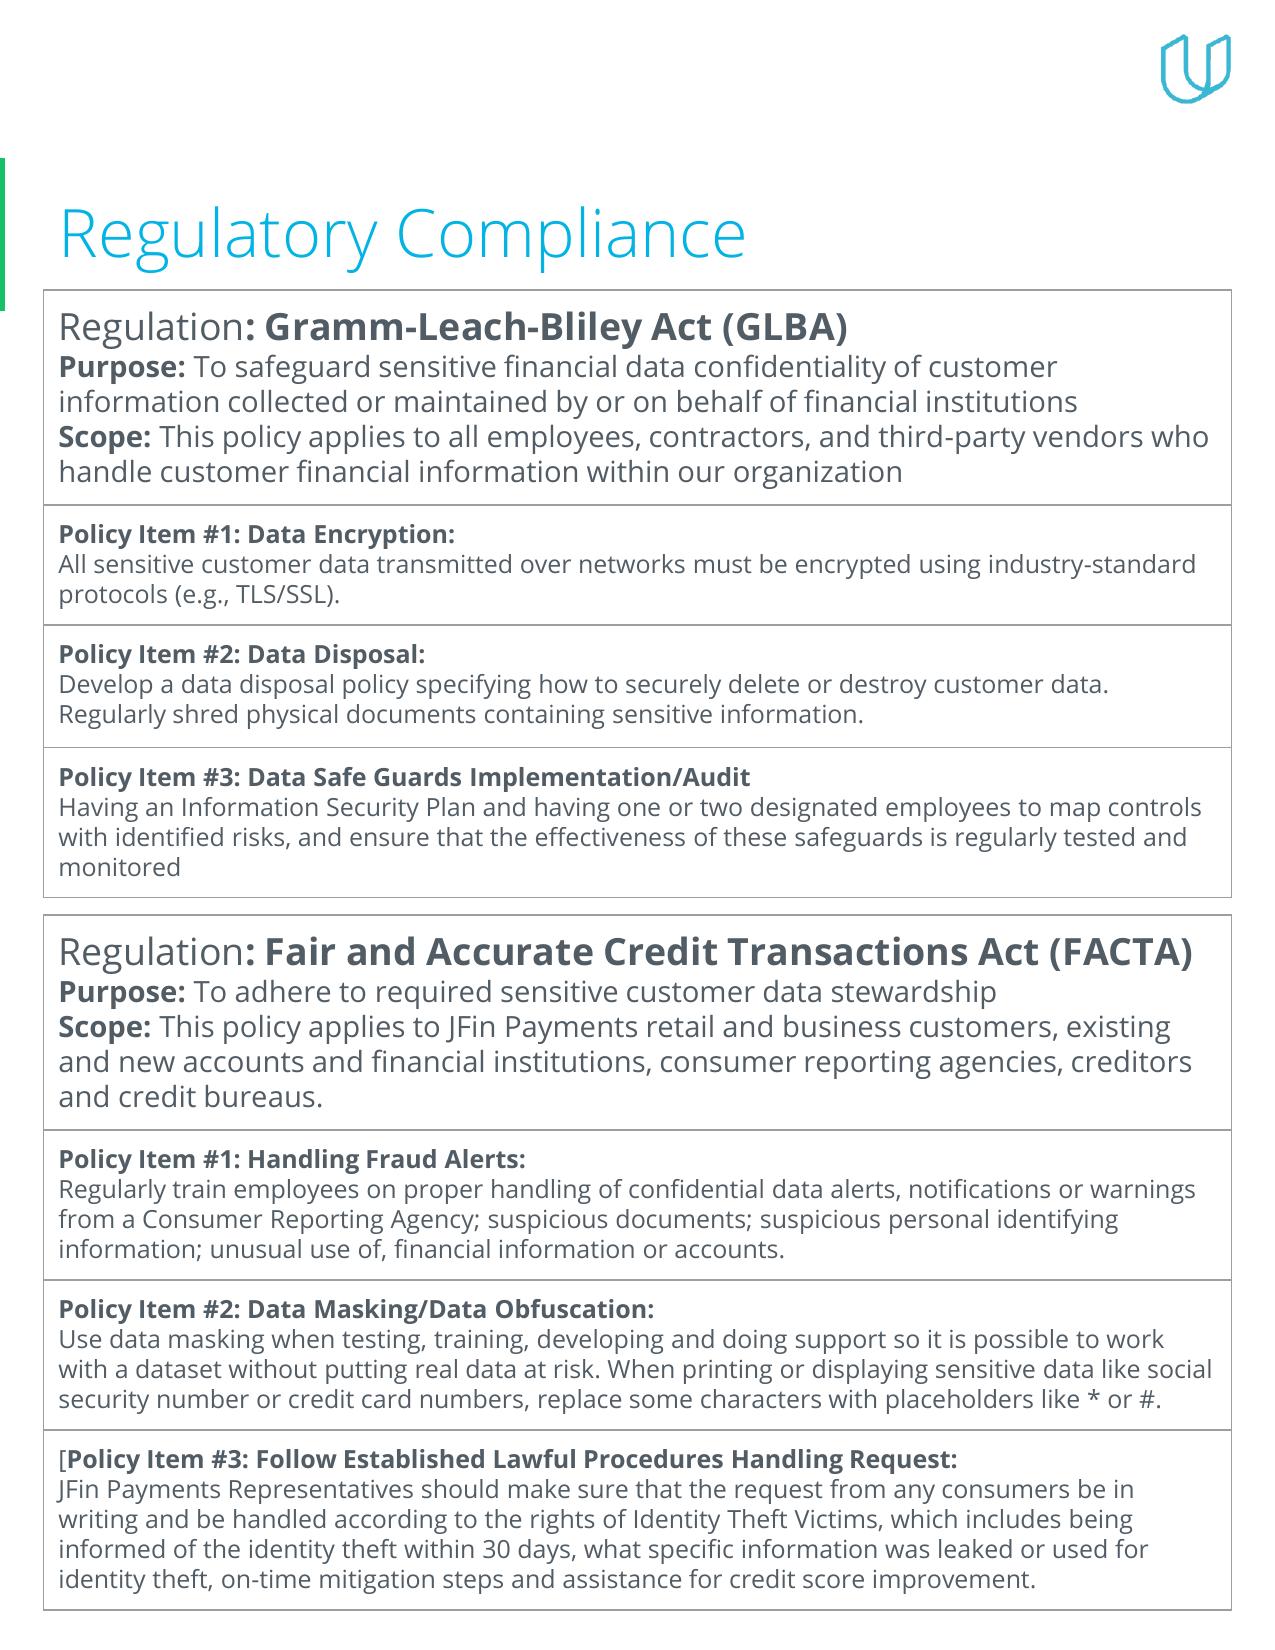 Regulatory Compliance
Regulation: Gramm-Leach-Bliley Act (GLBA)
Purpose: To safeguard sensitive financial data confidentiality of customer
information collected or maintained by or on behalf of financial institutions
Scope: This policy applies to all employees, contractors, and third-party vendors who
handle customer financial information within our organization
Policy Item #1: Data Encryption:
All sensitive customer data transmitted over networks must be encrypted using industry-standard
protocols (e.g., TLS/SSL).
Policy Item #2: Data Disposal:
Develop a data disposal policy specifying how to securely delete or destroy customer data.
Regularly shred physical documents containing sensitive information.
Policy Item #3: Data Safe Guards Implementation/Audit
Having an Information Security Plan and having one or two designated employees to map controls
with identified risks, and ensure that the effectiveness of these safeguards is regularly tested and
monitored
Regulation: Fair and Accurate Credit Transactions Act (FACTA)
Purpose: To adhere to required sensitive customer data stewardship
Scope: This policy applies to JFin Payments retail and business customers, existing
and new accounts and financial institutions, consumer reporting agencies, creditors
and credit bureaus.
Policy Item #1: Handling Fraud Alerts:
Regularly train employees on proper handling of confidential data alerts, notifications or warnings
from a Consumer Reporting Agency; suspicious documents; suspicious personal identifying
information; unusual use of, financial information or accounts.
Policy Item #2: Data Masking/Data Obfuscation:
Use data masking when testing, training, developing and doing support so it is possible to work
with a dataset without putting real data at risk. When printing or displaying sensitive data like social
security number or credit card numbers, replace some characters with placeholders like * or #.
[Policy Item #3: Follow Established Lawful Procedures Handling Request:
JFin Payments Representatives should make sure that the request from any consumers be in
writing and be handled according to the rights of Identity Theft Victims, which includes being
informed of the identity theft within 30 days, what specific information was leaked or used for
identity theft, on-time mitigation steps and assistance for credit score improvement.